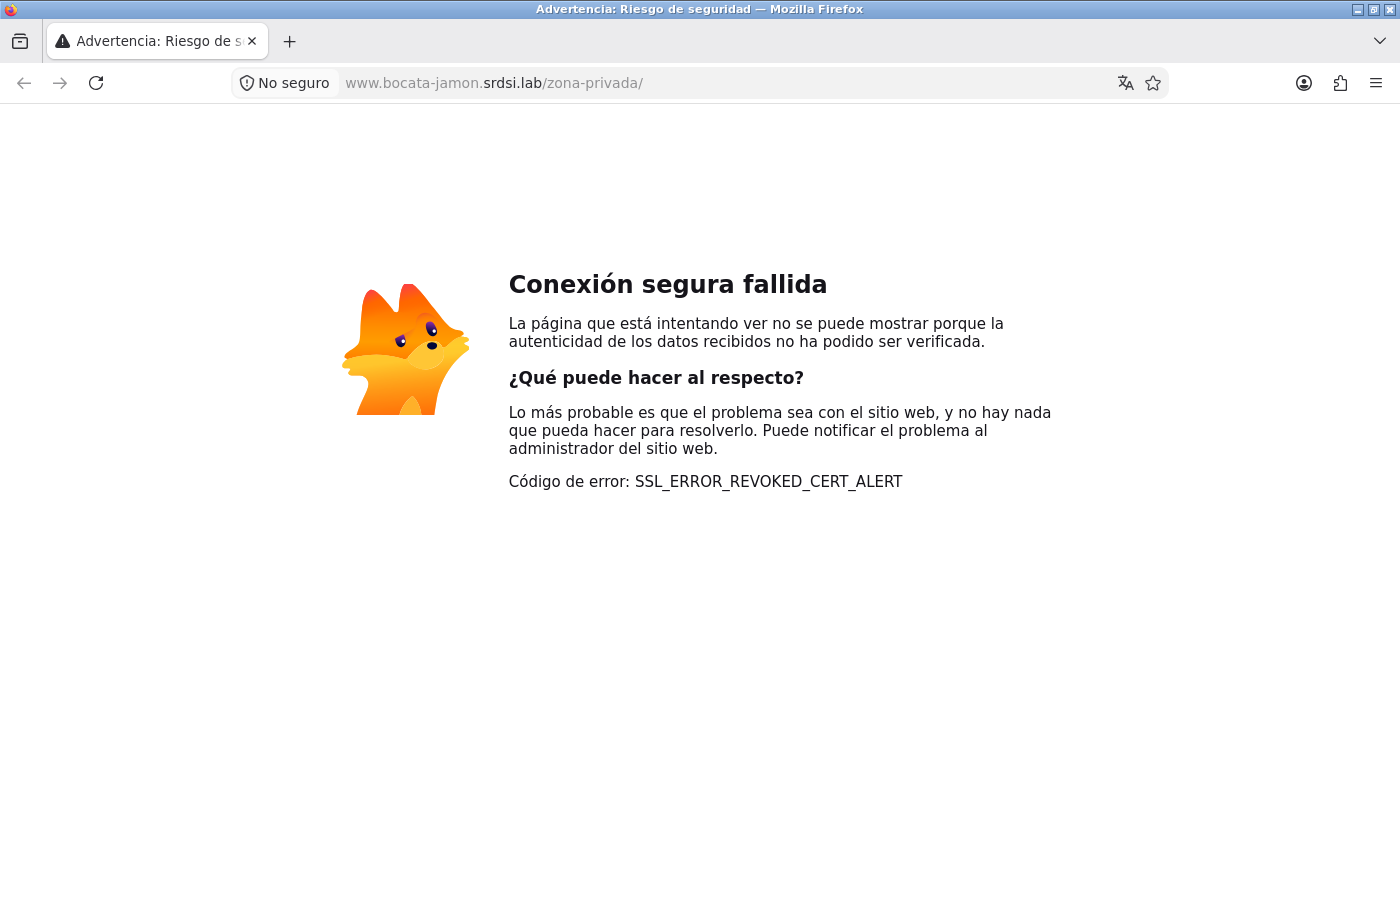 Advertencia: Riesgo de seguridad — Mozilla Firefox
Advertencia: Riesgo de s
No seguro
www.bocata-jamon.srdsi.lab/zona-privada/
Conexión segura fallida
La página que está intentando ver no se puede mostrar porque la
autenticidad de los datos recibidos no ha podido ser verificada.
¿Qué puede hacer al respecto?
Lo más probable es que el problema sea con el sitio web, y no hay nada
que pueda hacer para resolverlo. Puede notificar el problema al
administrador del sitio web.
Código de error: SSL_ERROR_REVOKED_CERT_ALERT